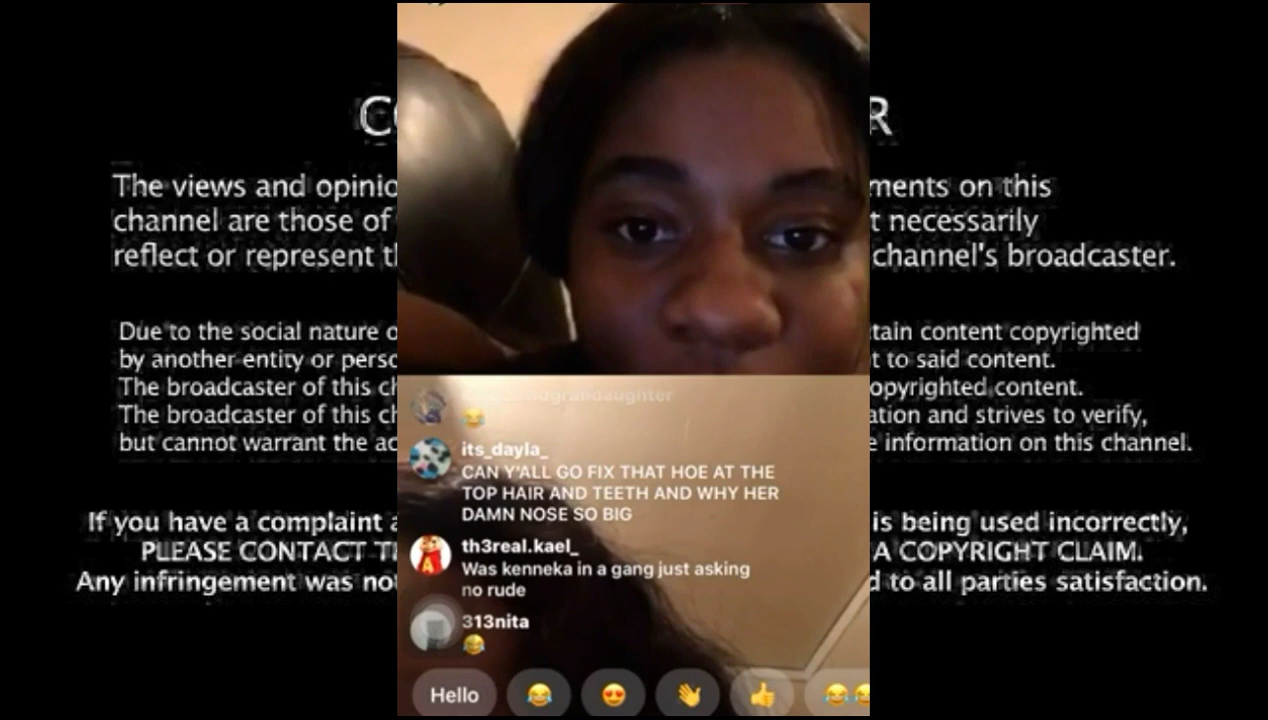 C
R
The views and opinio
ments on this
channel are those of
t necessarily
reflect or represent t
channel's broadcaster.
Due to the social nature o
tain content copyrighted
by another entity or perso
t to said content.
The broadcaster of this ch
opyrighted content.
The broadcaster of this ch
ation and strives to verify,
but cannot warrant the ac
e information on this channel.
If you have a complaint a
is being used incorrectly,
PLEASE CONTACT T
A COPYRIGHT CLAIM.
Any infringement was not
d to all parties satisfaction.
😂
its_dayla_
CAN Y'ALL GO FIX THAT HOE AT THE
TOP HAIR AND TEETH AND WHY HER
DAMN NOSE SO BIG
th3real.kael_
Was kenneka in a gang just asking
no rude
313nita
😂
Hello 😂 😍 👋 👍 😂😂